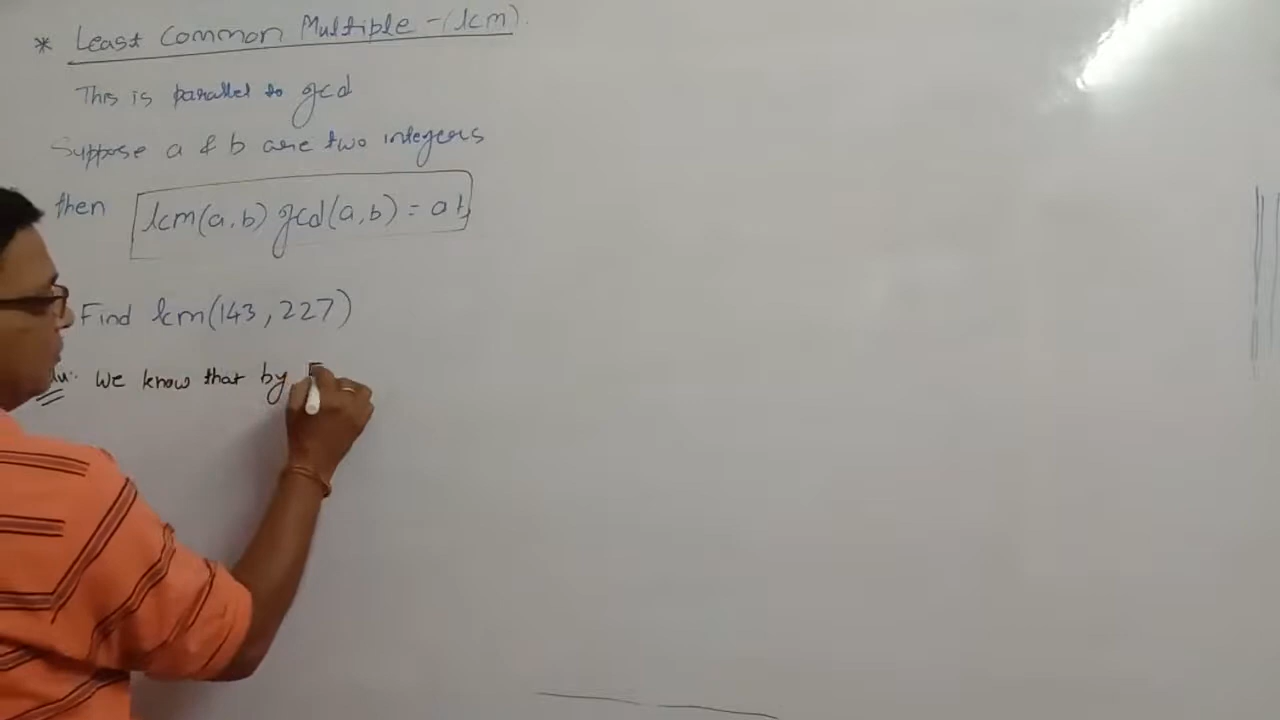 * Least Common Multiple - (lcm).
This is parallel to gcd
Suppose a & b are two integers
then lcm(a,b) gcd(a,b) = ab
Find lcm(143, 227)
We know that by